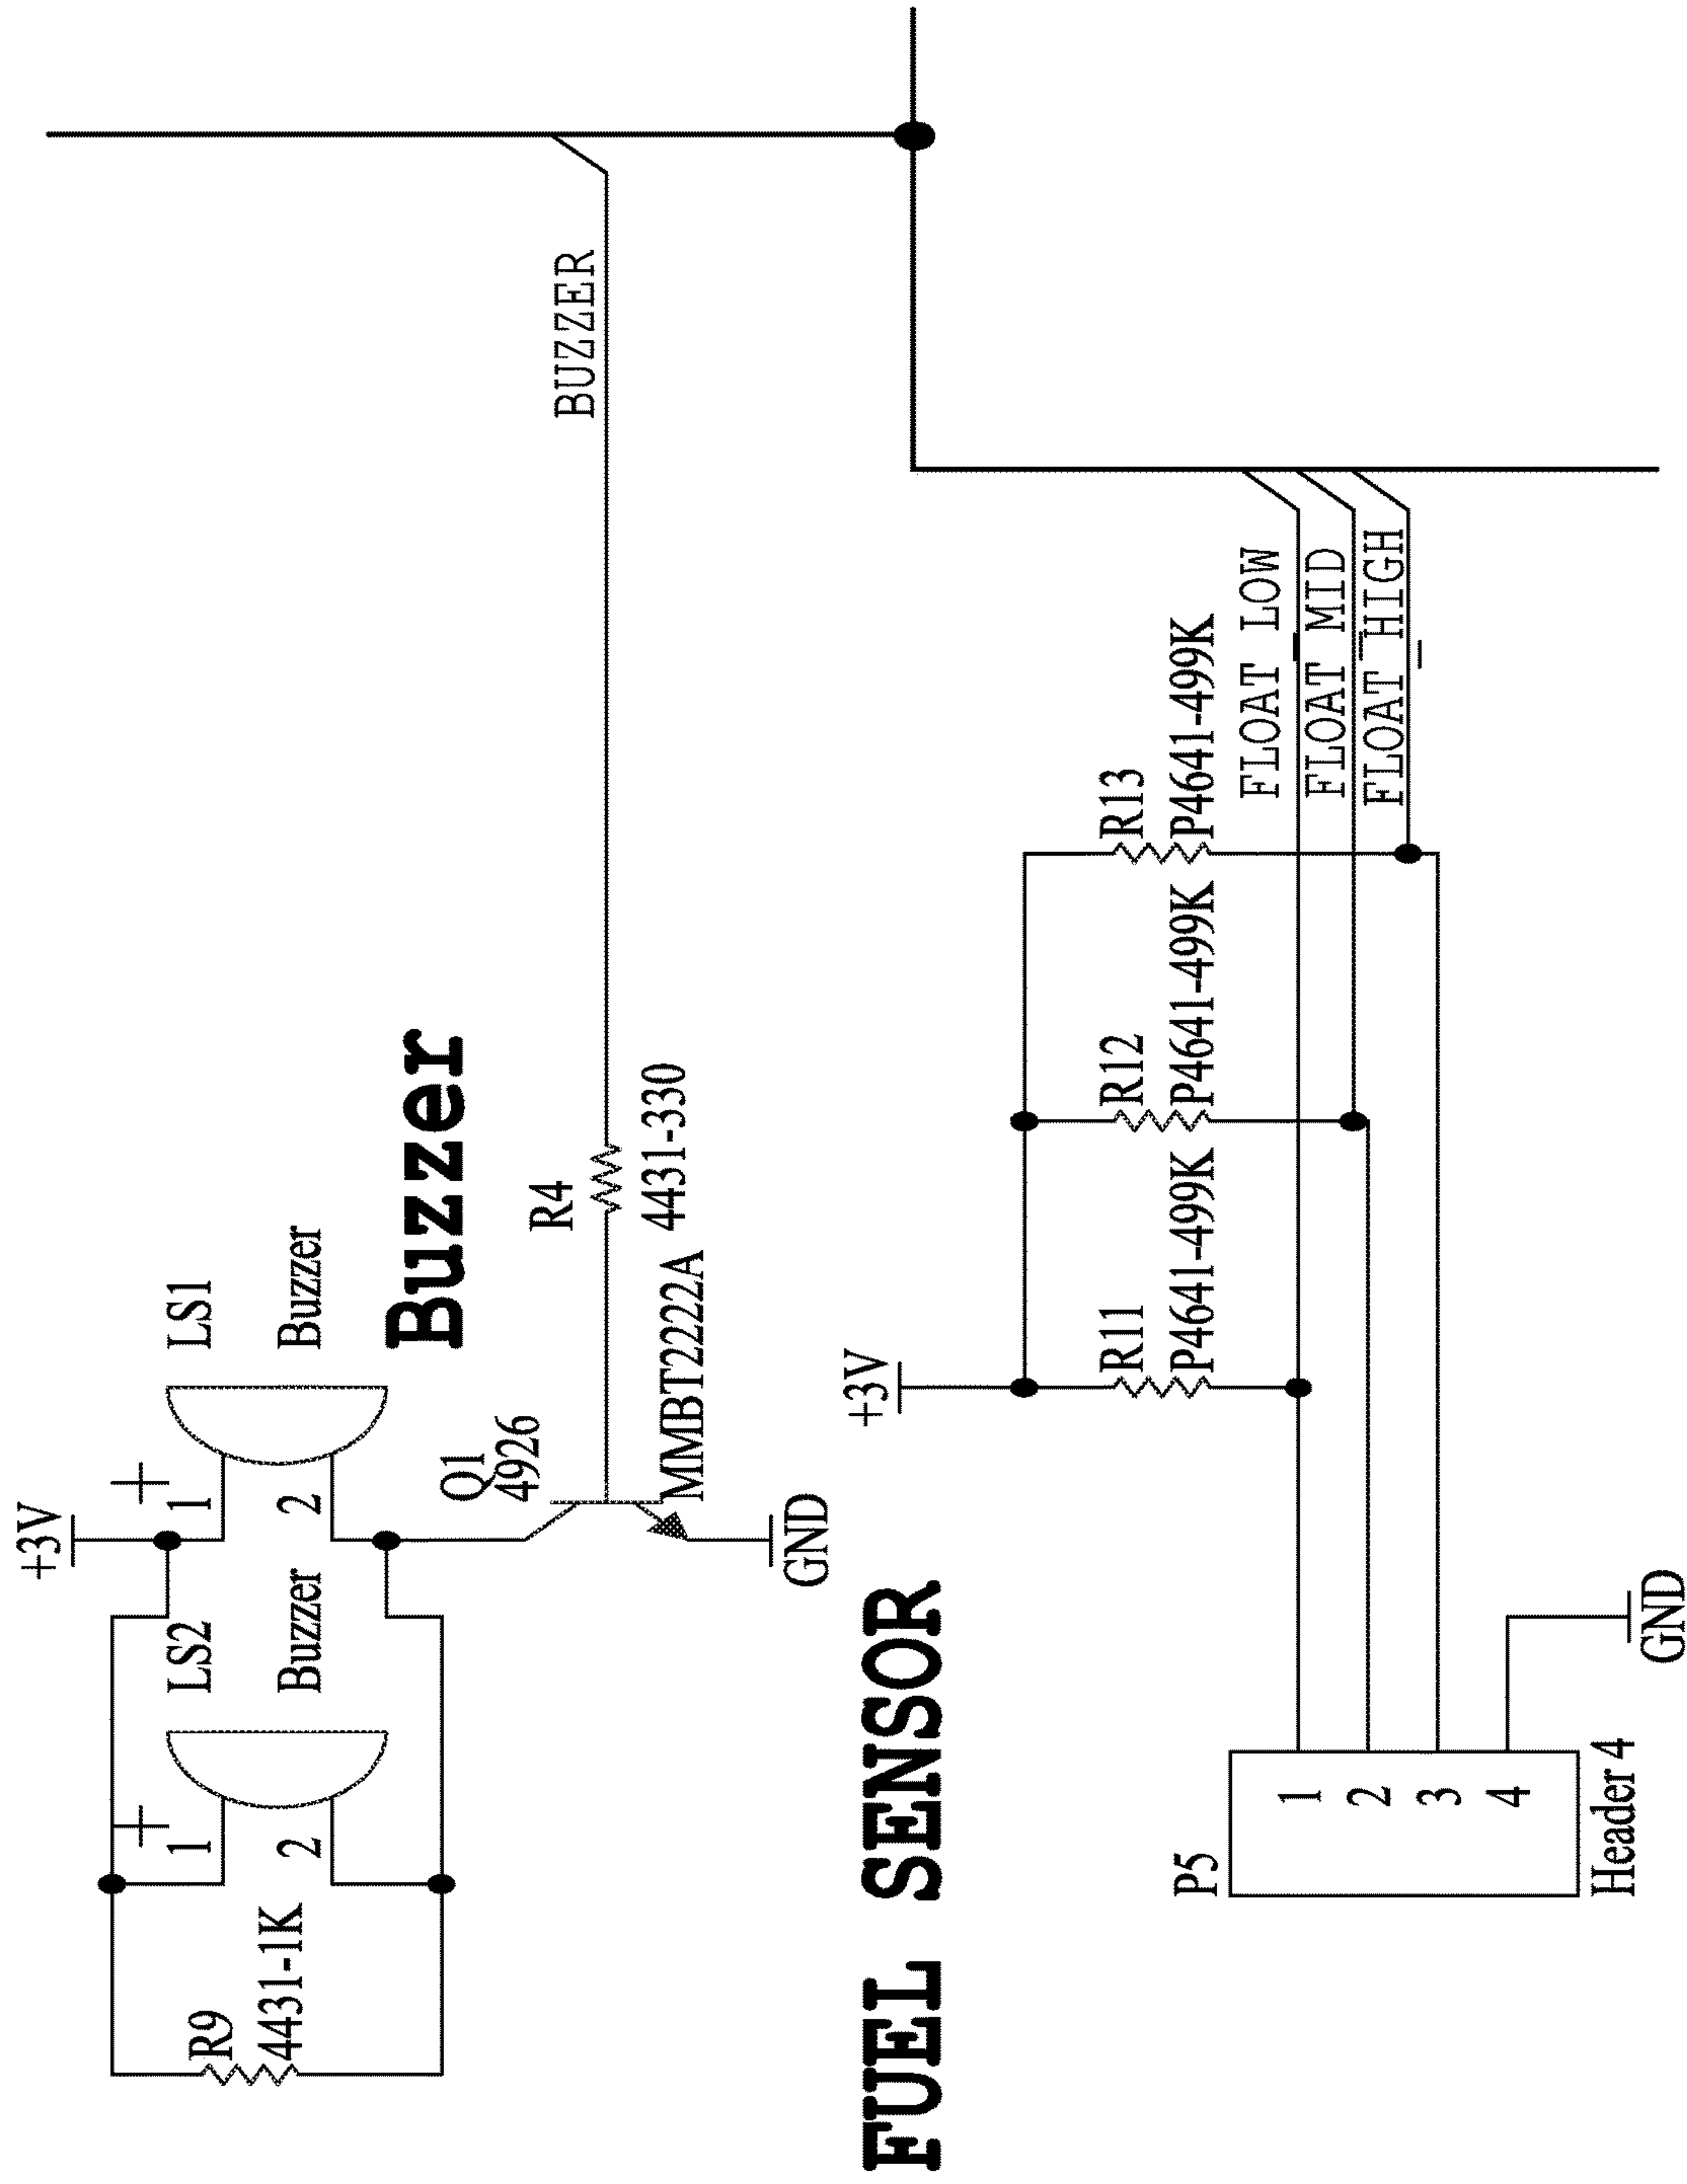 +3V
LS2
LS1
+
+
1
1
R9
4431-1K
2
Buzzer
2
Buzzer
Buzzer
Q1
4926
R4
BUZZER
4431-330
MMBT2222A
GND
FUEL SENSOR
+3V
R11
R12
R13
P4641-499K
P4641-499K
P4641-499K
FLOAT_LOW
FLOAT_MID
FLOAT_HIGH
P5
1
2
3
4
Header 4
GND